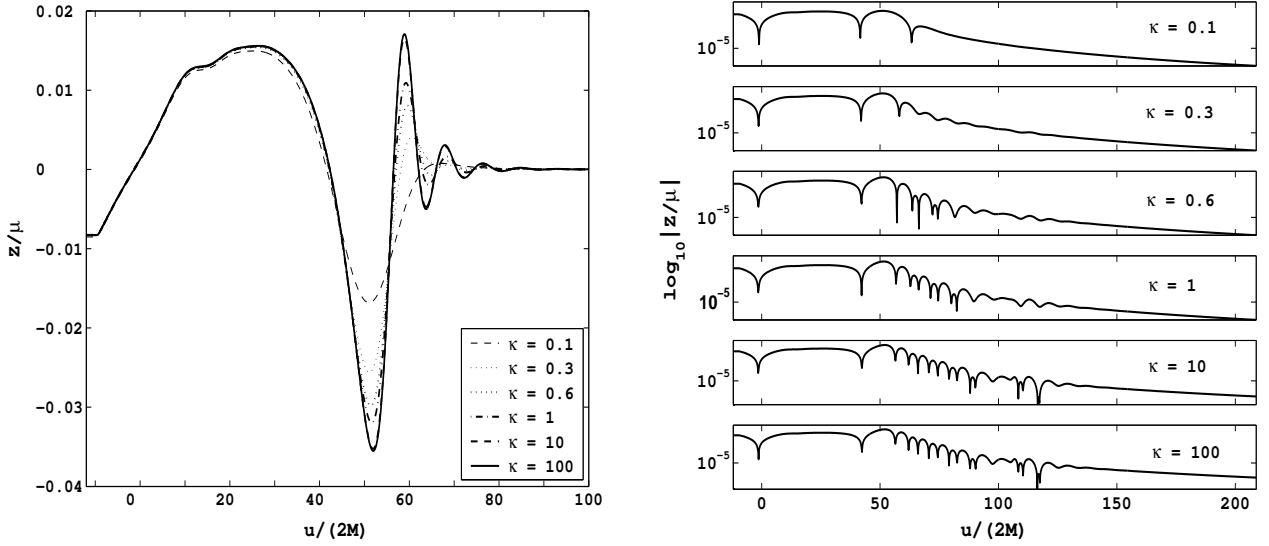 0.02
0.01
0
−0.01
−0.02
−0.03
−0.04
z/μ
0 20 40 60 80 100
u/(2M)
κ = 0.1
κ = 0.3
κ = 0.6
κ = 1
κ = 10
κ = 100
log₁₀|z/μ|
10⁻⁵
κ = 0.1
10⁻⁵
κ = 0.3
10⁻⁵
κ = 0.6
10⁻⁵
κ = 1
10⁻⁵
κ = 10
10⁻⁵
κ = 100
0 50 100 150 200
u/(2M)